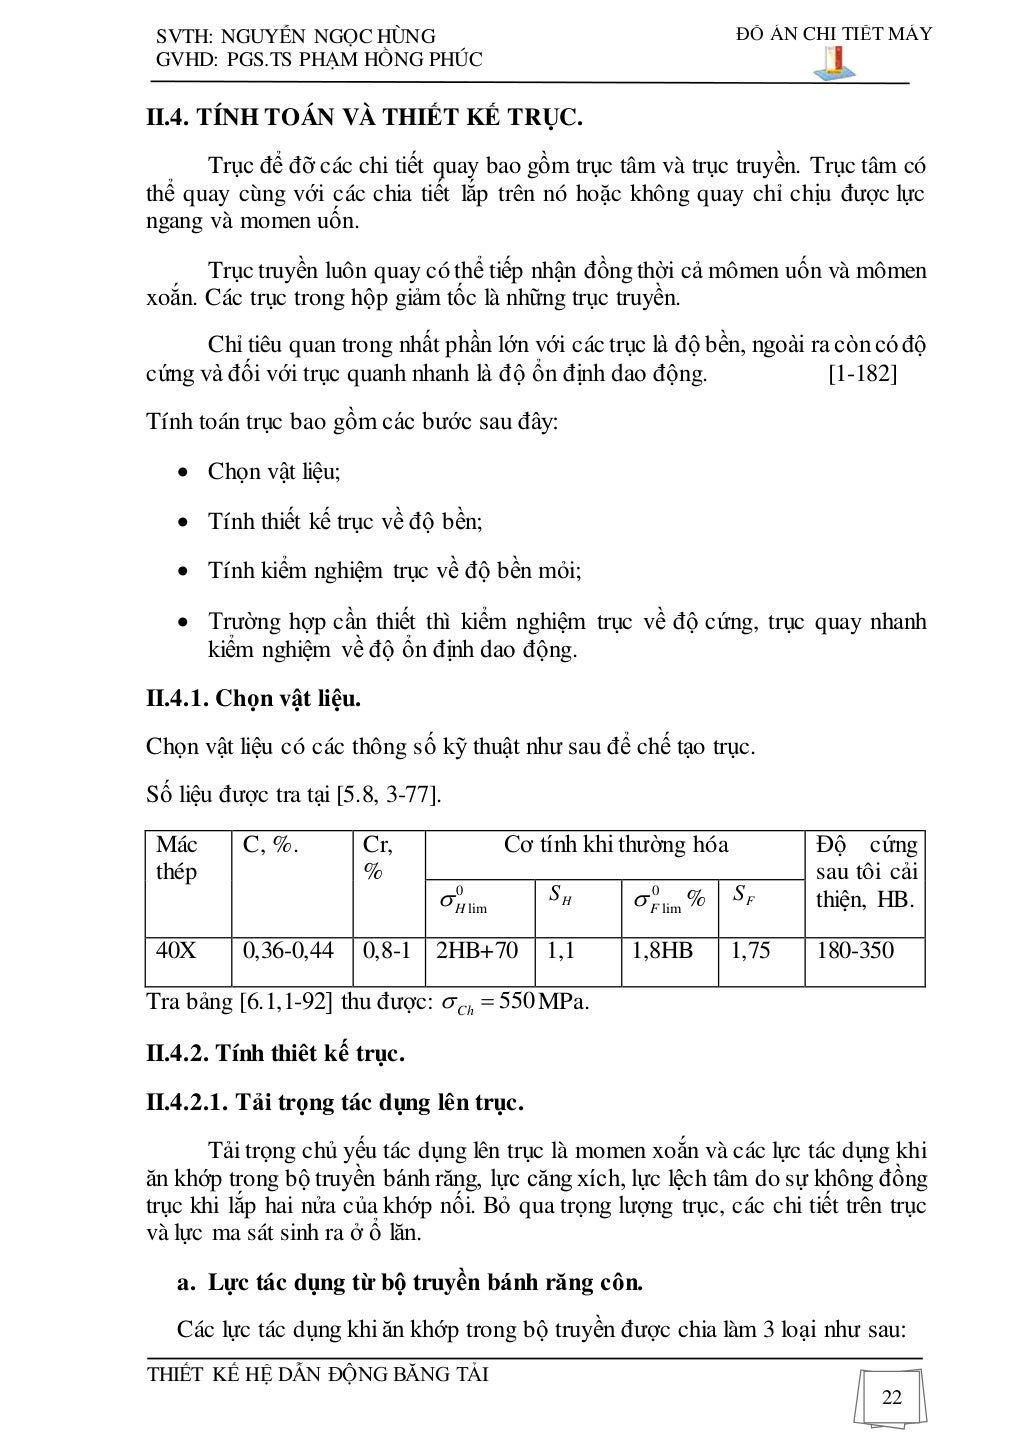 SVTH: NGUYỄN NGỌC HÙNG
GVHD: PGS.TS PHẠM HỒNG PHÚC
ĐỒ ÁN CHI TIẾT MÁY
II.4. TÍNH TOÁN VÀ THIẾT KẾ TRỤC.
Trục để đỡ các chi tiết quay bao gồm trục tâm và trục truyền. Trục tâm có
thể quay cùng với các chia tiết lắp trên nó hoặc không quay chỉ chịu được lực
ngang và momen uốn.
Trục truyền luôn quay có thể tiếp nhận đồng thời cả mômen uốn và mômen
xoắn. Các trục trong hộp giảm tốc là những trục truyền.
Chỉ tiêu quan trong nhất phần lớn với các trục là độ bền, ngoài ra còn có độ
cứng và đối với trục quanh nhanh là độ ổn định dao động. [1-182]
Tính toán trục bao gồm các bước sau đây:
• Chọn vật liệu;
• Tính thiết kế trục về độ bền;
• Tính kiểm nghiệm trục về độ bền mỏi;
• Trường hợp cần thiết thì kiểm nghiệm trục về độ cứng, trục quay nhanh
kiểm nghiệm về độ ổn định dao động.
II.4.1. Chọn vật liệu.
Chọn vật liệu có các thông số kỹ thuật như sau để chế tạo trục.
Số liệu được tra tại [5.8, 3-77].
Mác C, %. Cr, Cơ tính khi thường hóa Độ cứng
thép % sau tôi cải
σ⁰H lim S_H σ⁰F lim % S_F thiện, HB.
40X 0,36-0,44 0,8-1 2HB+70 1,1 1,8HB 1,75 180-350
Tra bảng [6.1,1-92] thu được: σ_Ch = 550MPa.
II.4.2. Tính thiêt kế trục.
II.4.2.1. Tải trọng tác dụng lên trục.
Tải trọng chủ yếu tác dụng lên trục là momen xoắn và các lực tác dụng khi
ăn khớp trong bộ truyền bánh răng, lực căng xích, lực lệch tâm do sự không đồng
trục khi lắp hai nửa của khớp nối. Bỏ qua trọng lượng trục, các chi tiết trên trục
và lực ma sát sinh ra ở ổ lăn.
a. Lực tác dụng từ bộ truyền bánh răng côn.
Các lực tác dụng khi ăn khớp trong bộ truyền được chia làm 3 loại như sau:
THIẾT KẾ HỆ DẪN ĐỘNG BĂNG TẢI
22